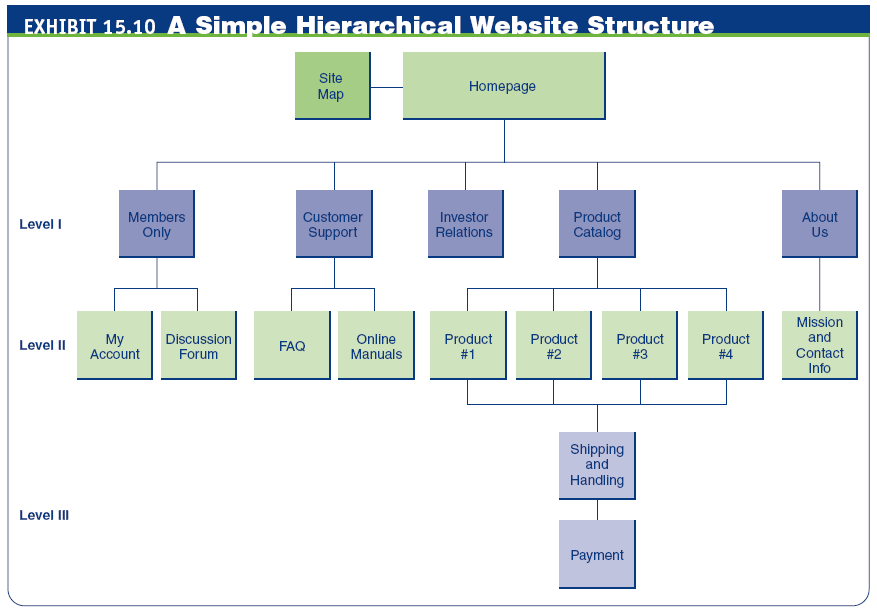 EXHIBIT 15.10 A Simple Hierarchical Website Structure
Site
Map
Homepage
Level I
Members
Only
Customer
Support
Investor
Relations
Product
Catalog
About
Us
Level II
My
Account
Discussion
Forum
FAQ
Online
Manuals
Product
#1
Product
#2
Product
#3
Product
#4
Mission
and
Contact
Info
Shipping
and
Handling
Level III
Payment